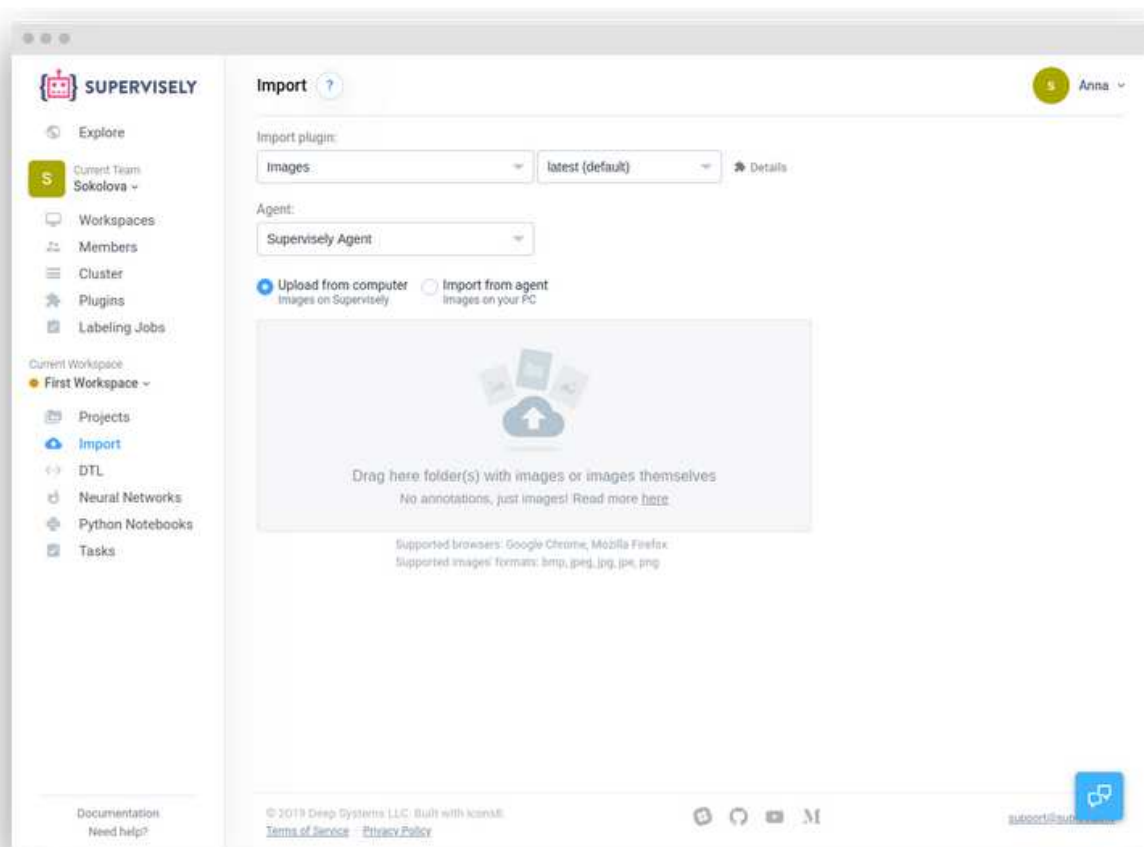 SUPERVISELY
Explore
S
Current Team
Sokolova
Workspaces
Members
Cluster
Plugins
Labeling Jobs
Current Workspace
First Workspace
Projects
Import
DTL
Neural Networks
Python Notebooks
Tasks
Documentation
Need help?
Import ?
S Anna
Import plugin:
Images latest (default) Details
Agent:
Supervisely Agent
Upload from computer Import from agent
Images on Supervisely Images on your PC
Drag here folder(s) with images or images themselves
No annotations, just images! Read more here
Supported browsers: Google Chrome, Mozilla Firefox
Supported images' formats: bmp, jpeg, jpg, jpe, png
© 2019 Deep Systems LLC. Built with icons8.
Terms of Service Privacy Policy
M